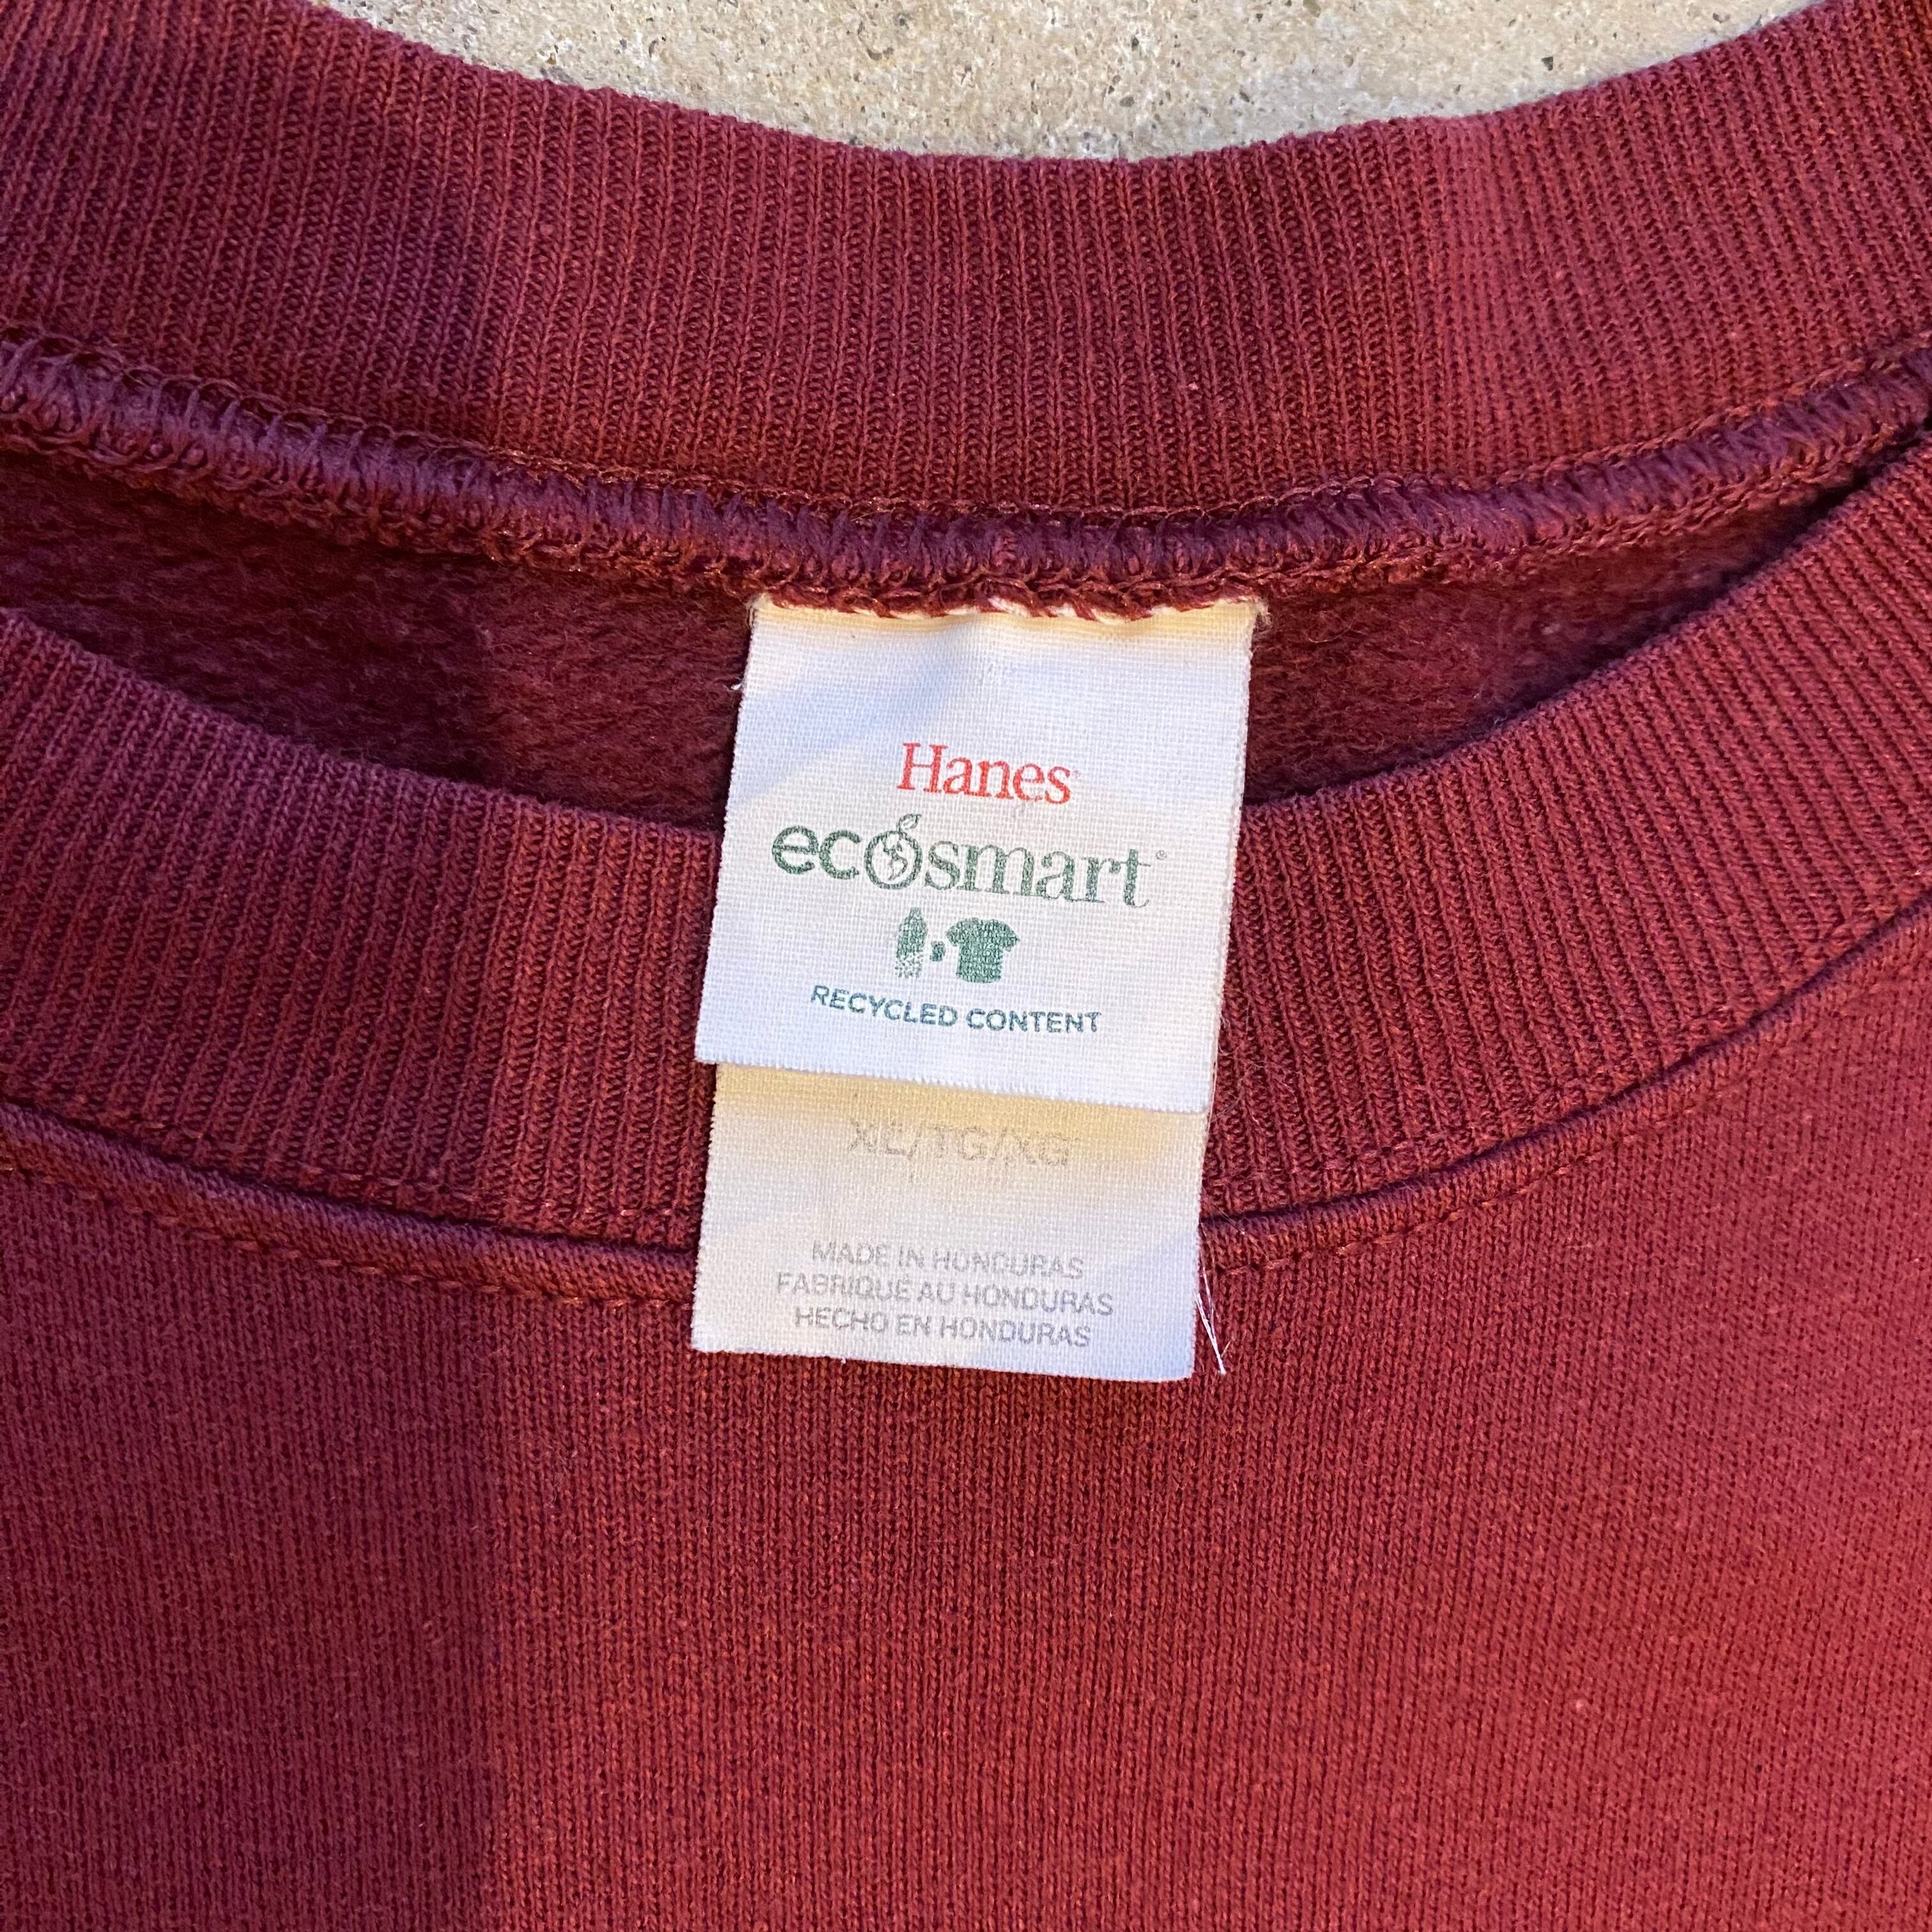 Hanes
ecosmart®
RECYCLED CONTENT
XL/TG/XG
MADE IN HONDURAS
FABRIQUE AU HONDURAS
HECHO EN HONDURAS